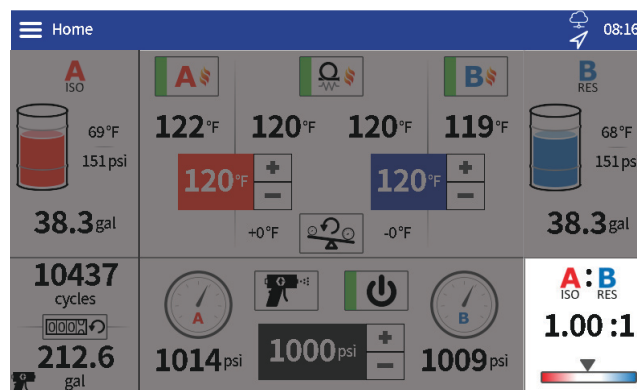 Home
08:16
A
ISO
69°F
151 psi
38.3 gal
A
B
122°F
120°F
120°F
119°F
120°F
+
−
120°F
+
−
+0°F
-0°F
B
RES
68°F
151 ps
38.3 gal
10437
cycles
000
212.6
gal
A
1014 psi
1000 psi
+
−
B
1009 psi
A:B
ISO RES
1.00 :1